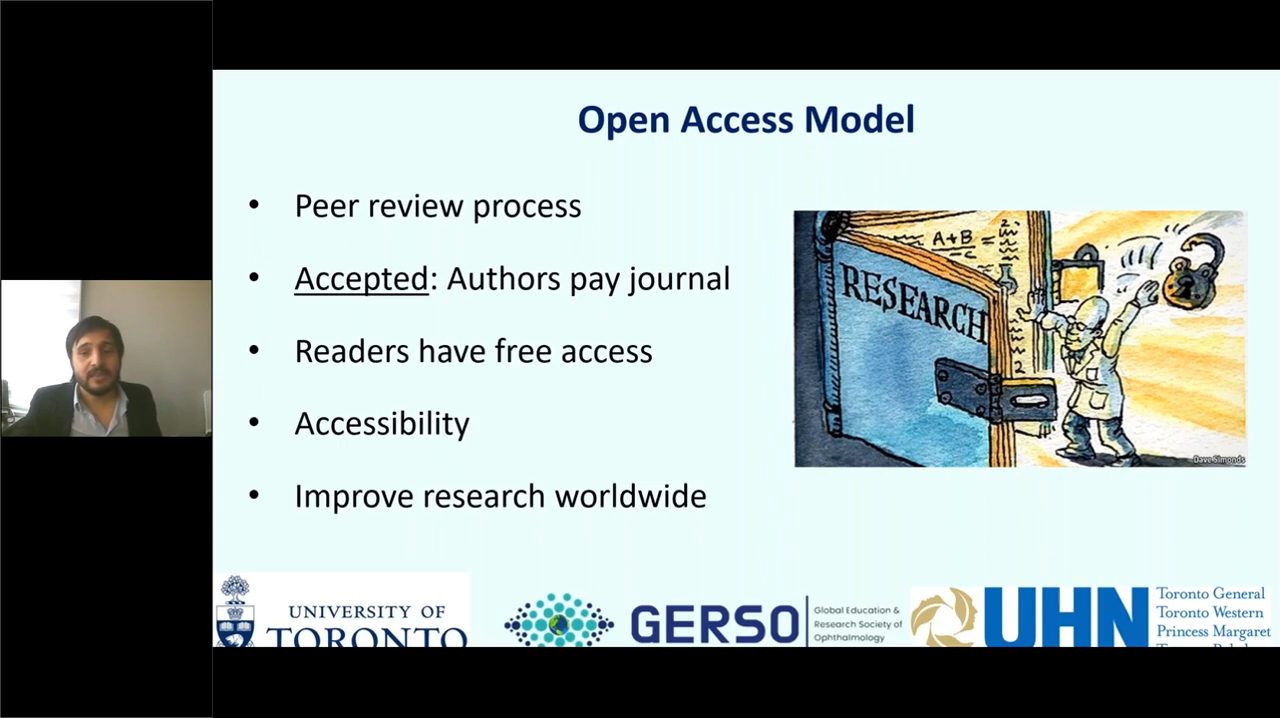 Open Access Model
• Peer review process
• Accepted: Authors pay journal
• Readers have free access
• Accessibility
• Improve research worldwide
RESEARCH
A+B
-C
=
2
Dave Simonds
UNIVERSITY OF
TORONTO
GERSO
Global Education &
Research Society of
Ophthalmology
UHN
Toronto General
Toronto Western
Princess Margaret